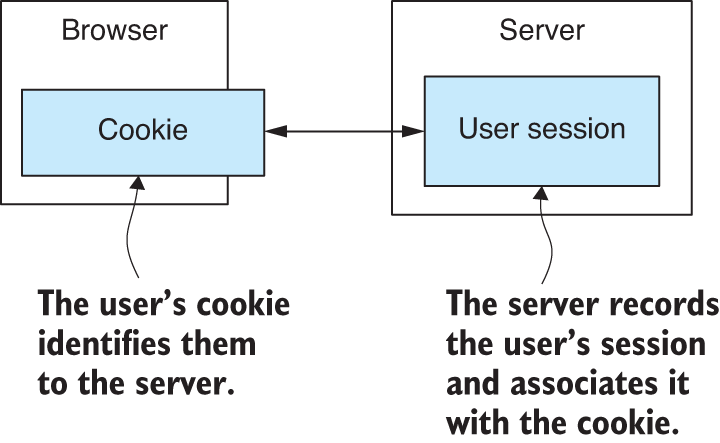 Browser
Server
Cookie
User session
The user’s cookie
identifies them
to the server.
The server records
the user’s session
and associates it
with the cookie.